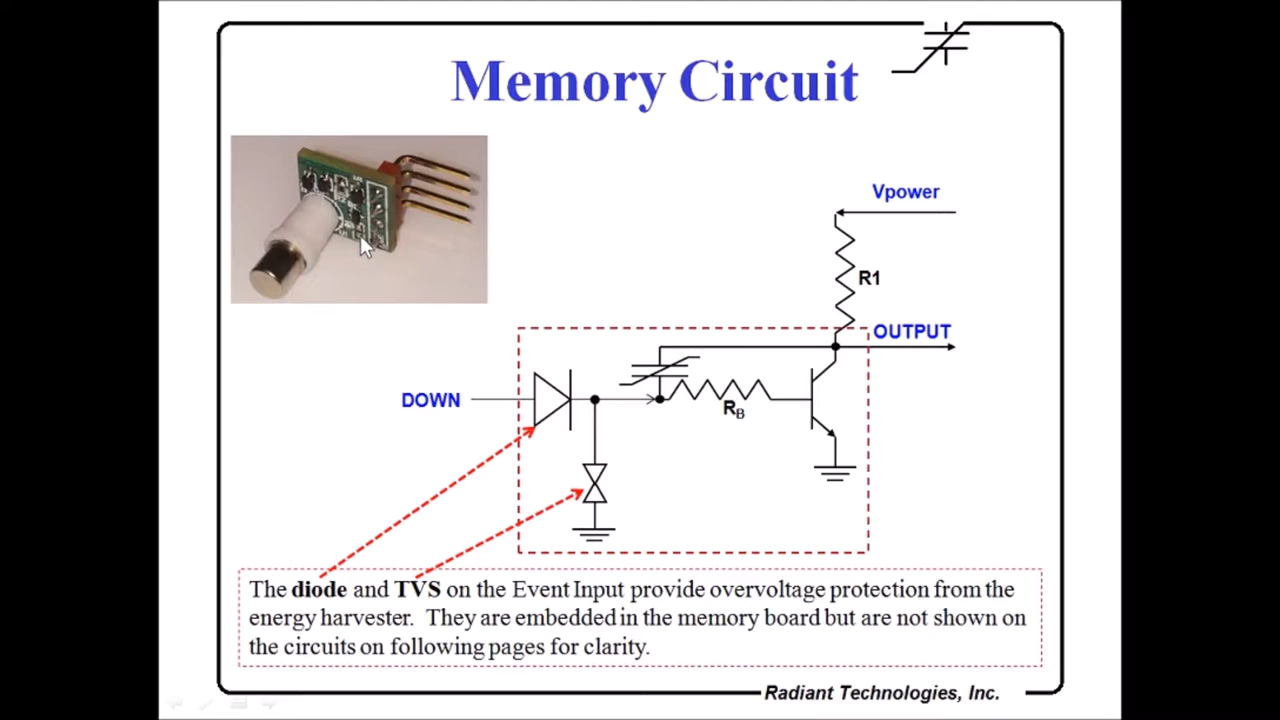 Memory Circuit
Vpower
R1
OUTPUT
DOWN
RB
The diode and TVS on the Event Input provide overvoltage protection from the
energy harvester. They are embedded in the memory board but are not shown on
the circuits on following pages for clarity.
Radiant Technologies, Inc.